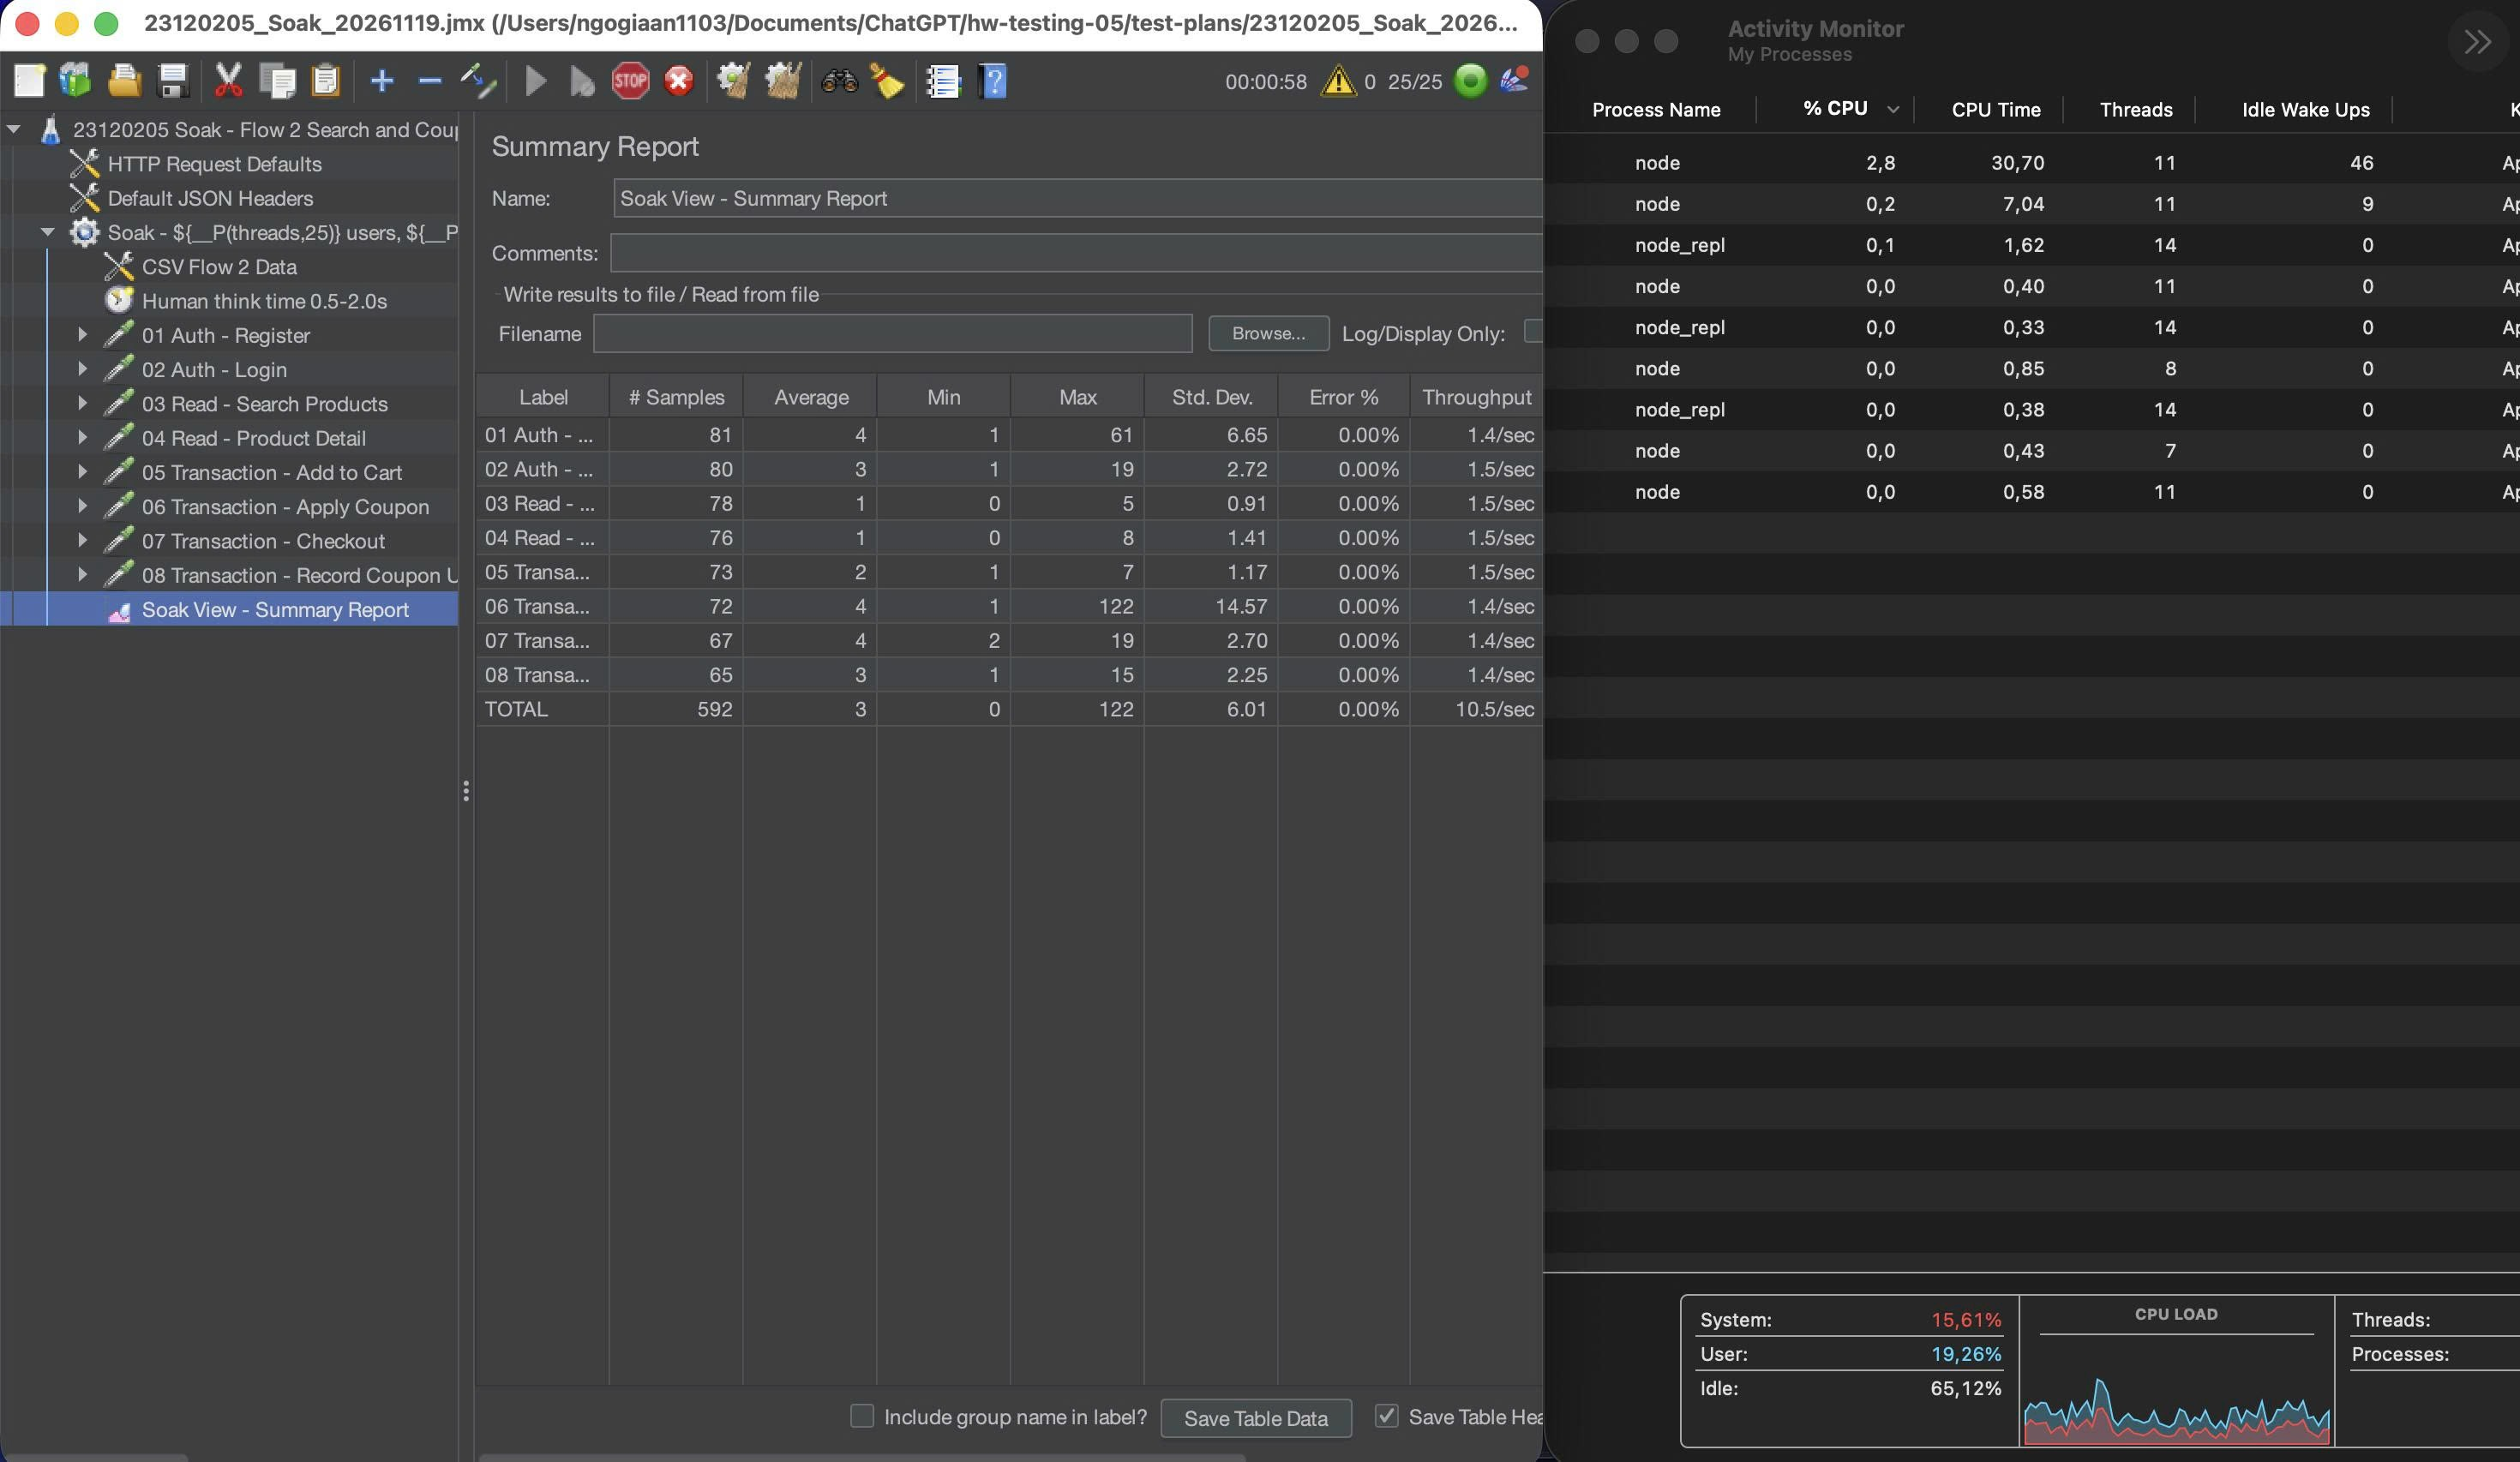 23120205_Soak_20261119.jmx (/Users/ngogiaan1103/Documents/ChatGPT/hw-testing-05/test-plans/23120205_Soak_2026...
STOP
?
00:00:58 0 25/25
23120205 Soak - Flow 2 Search and Coup
HTTP Request Defaults
Default JSON Headers
Soak - ${__P(threads,25)} users, ${__P
CSV Flow 2 Data
Human think time 0.5-2.0s
01 Auth - Register
02 Auth - Login
03 Read - Search Products
04 Read - Product Detail
05 Transaction - Add to Cart
06 Transaction - Apply Coupon
07 Transaction - Checkout
08 Transaction - Record Coupon U
Soak View - Summary Report
Summary Report
Name: Soak View - Summary Report
Comments:
Write results to file / Read from file
Filename Browse... Log/Display Only:
Label # Samples Average Min Max Std. Dev. Error % Throughput
01 Auth - ... 81 4 1 61 6.65 0.00% 1.4/sec
02 Auth - ... 80 3 1 19 2.72 0.00% 1.5/sec
03 Read - ... 78 1 0 5 0.91 0.00% 1.5/sec
04 Read - ... 76 1 0 8 1.41 0.00% 1.5/sec
05 Transa... 73 2 1 7 1.17 0.00% 1.5/sec
06 Transa... 72 4 1 122 14.57 0.00% 1.4/sec
07 Transa... 67 4 2 19 2.70 0.00% 1.4/sec
08 Transa... 65 3 1 15 2.25 0.00% 1.4/sec
TOTAL 592 3 0 122 6.01 0.00% 10.5/sec
Include group name in label? Save Table Data Save Table Hea
Activity Monitor
My Processes
Process Name % CPU CPU Time Threads Idle Wake Ups K
node 2,8 30,70 11 46 Ap
node 0,2 7,04 11 9 Ap
node_repl 0,1 1,62 14 0 Ap
node 0,0 0,40 11 0 Ap
node_repl 0,0 0,33 14 0 Ap
node 0,0 0,85 8 0 Ap
node_repl 0,0 0,38 14 0 Ap
node 0,0 0,43 7 0 Ap
node 0,0 0,58 11 0 Ap
System: 15,61%
User: 19,26%
Idle: 65,12%
CPU LOAD
Threads:
Processes: